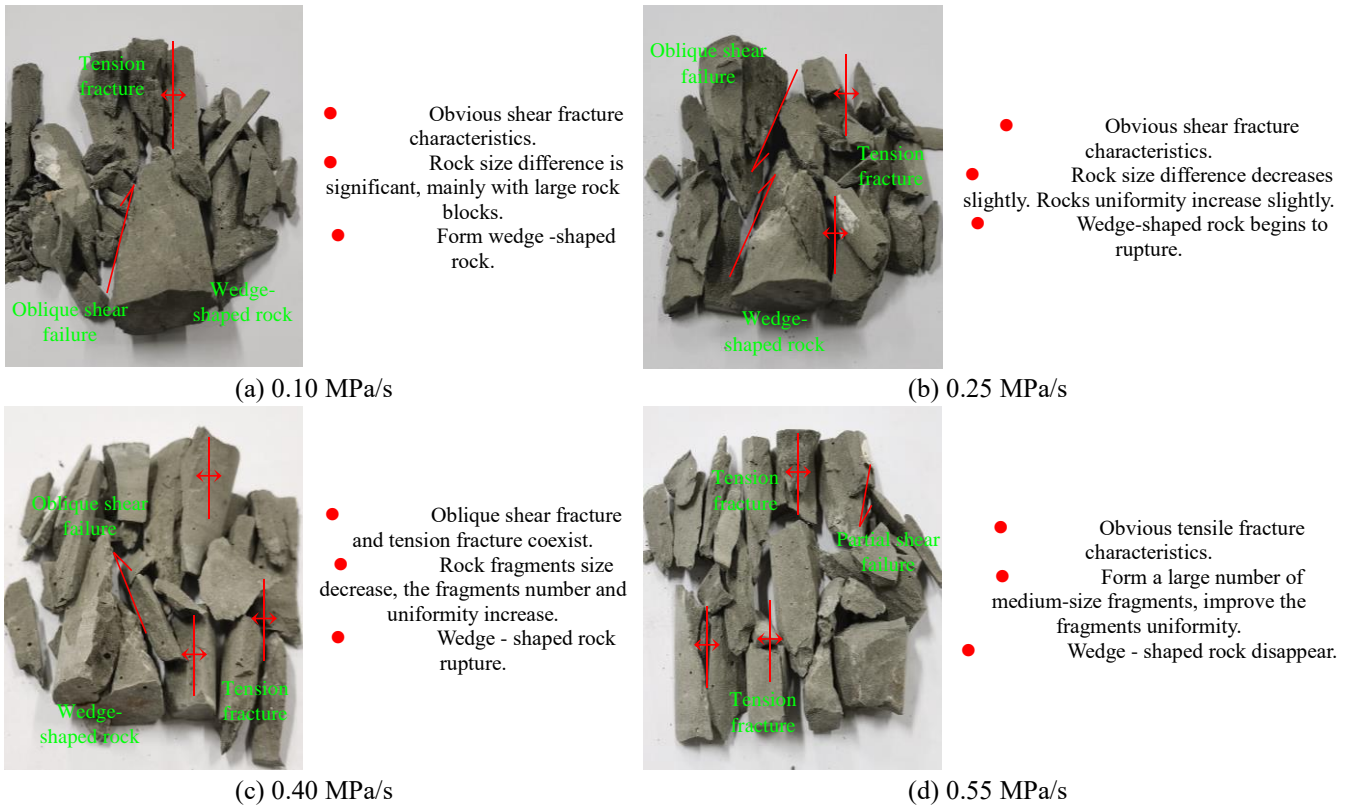 Tension
fracture
Oblique shear
failure
Wedge-
shaped rock
● Obvious shear fracture
characteristics.
● Rock size difference is
significant, mainly with large rock
blocks.
● Form wedge -shaped
rock.
(a) 0.10 MPa/s
Oblique shear
failure
Tension
fracture
Wedge-
shaped rock
● Obvious shear fracture
characteristics.
● Rock size difference decreases
slightly. Rocks uniformity increase slightly.
● Wedge-shaped rock begins to
rupture.
(b) 0.25 MPa/s
Oblique shear
failure
Tension
fracture
Wedge-
shaped rock
● Oblique shear fracture
and tension fracture coexist.
● Rock fragments size
decrease, the fragments number and
uniformity increase.
● Wedge - shaped rock
rupture.
(c) 0.40 MPa/s
Tension
fracture
Partial shear
failure
Tension
fracture
● Obvious tensile fracture
characteristics.
● Form a large number of
medium-size fragments, improve the
fragments uniformity.
● Wedge - shaped rock disappear.
(d) 0.55 MPa/s